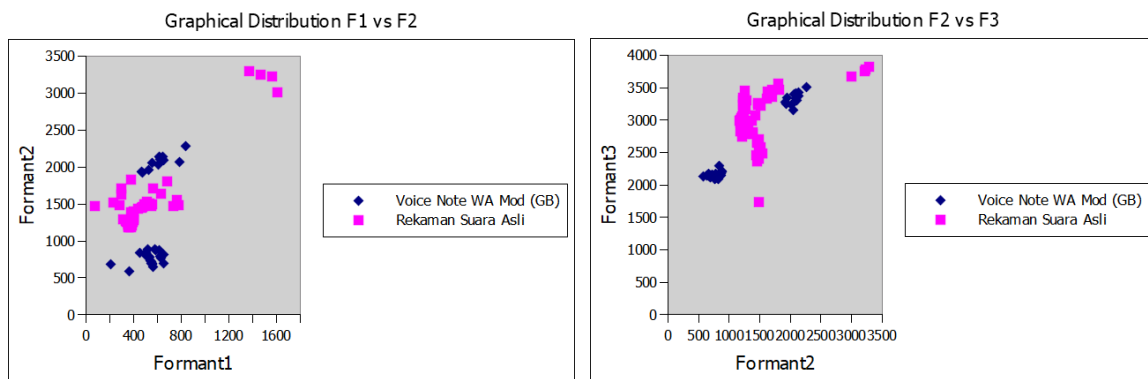 Graphical Distribution F1 vs F2
3500
3000
2500
2000
1500
1000
500
0
0 400 800 1200 1600
Formant2
Formant1
Voice Note WA Mod (GB)
Rekaman Suara Asli
Graphical Distribution F2 vs F3
4000
3500
3000
2500
2000
1500
1000
500
0
0 500 1000 1500 2000 2500 3000 3500
Formant3
Formant2
Voice Note WA Mod (GB)
Rekaman Suara Asli